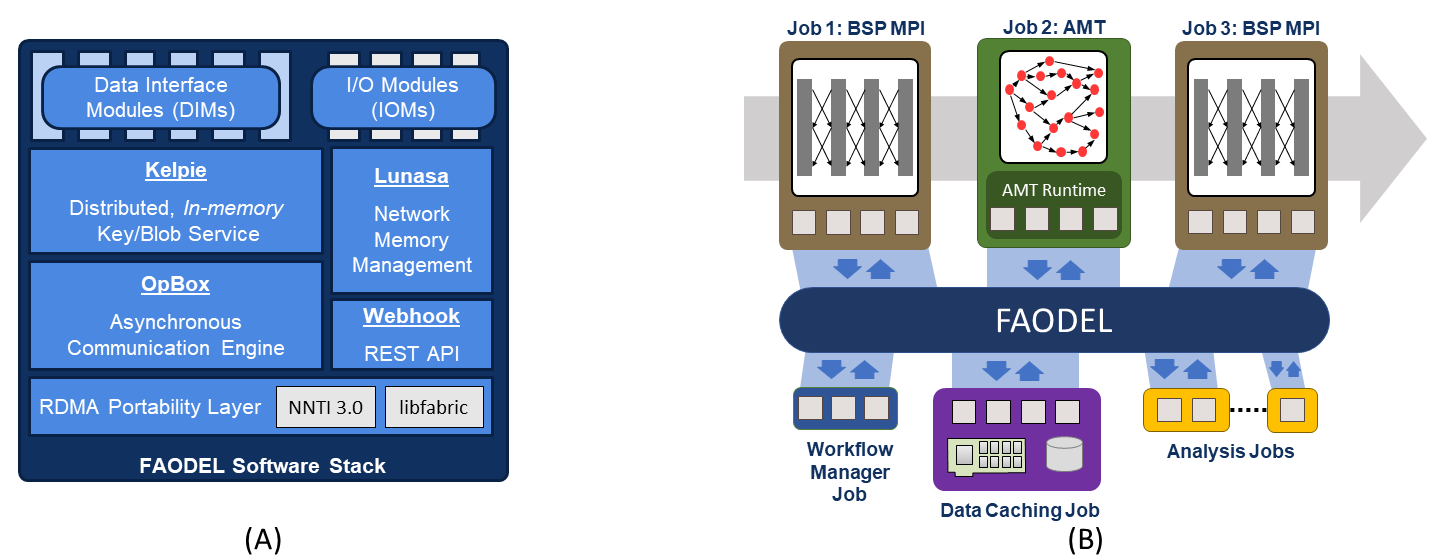 Data Interface
Modules (DIMs)
I/O Modules
(IOMs)
Kelpie
Distributed, In-memory
Key/Blob Service
Lunasa
Network
Memory
Management
OpBox
Asynchronous
Communication Engine
Webhook
REST API
RDMA Portability Layer
NNTI 3.0
libfabric
FAODEL Software Stack
(A)
Job 1: BSP MPI
Job 2: AMT
Job 3: BSP MPI
AMT Runtime
FAODEL
Workflow
Manager
Job
Data Caching Job
Analysis Jobs
(B)